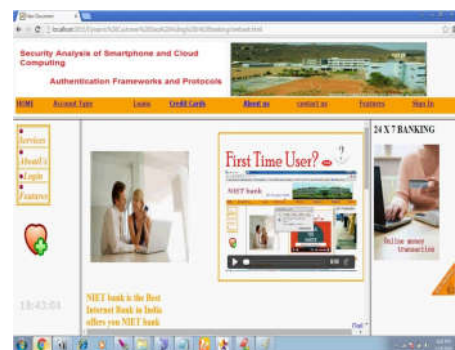 Security Analysis of Smartphone and Cloud
Computing
Authentication Frameworks and Protocols
HOME Account Type Loans Credit Cards About us contact us Features Sign In
Services
AboutUs
Login
Features
18:43:04
First Time User?
NIET bank
24 X 7 BANKING
Online money
transaction
NIET bank is the Best
Internet Bank in India
offers you NIET bank